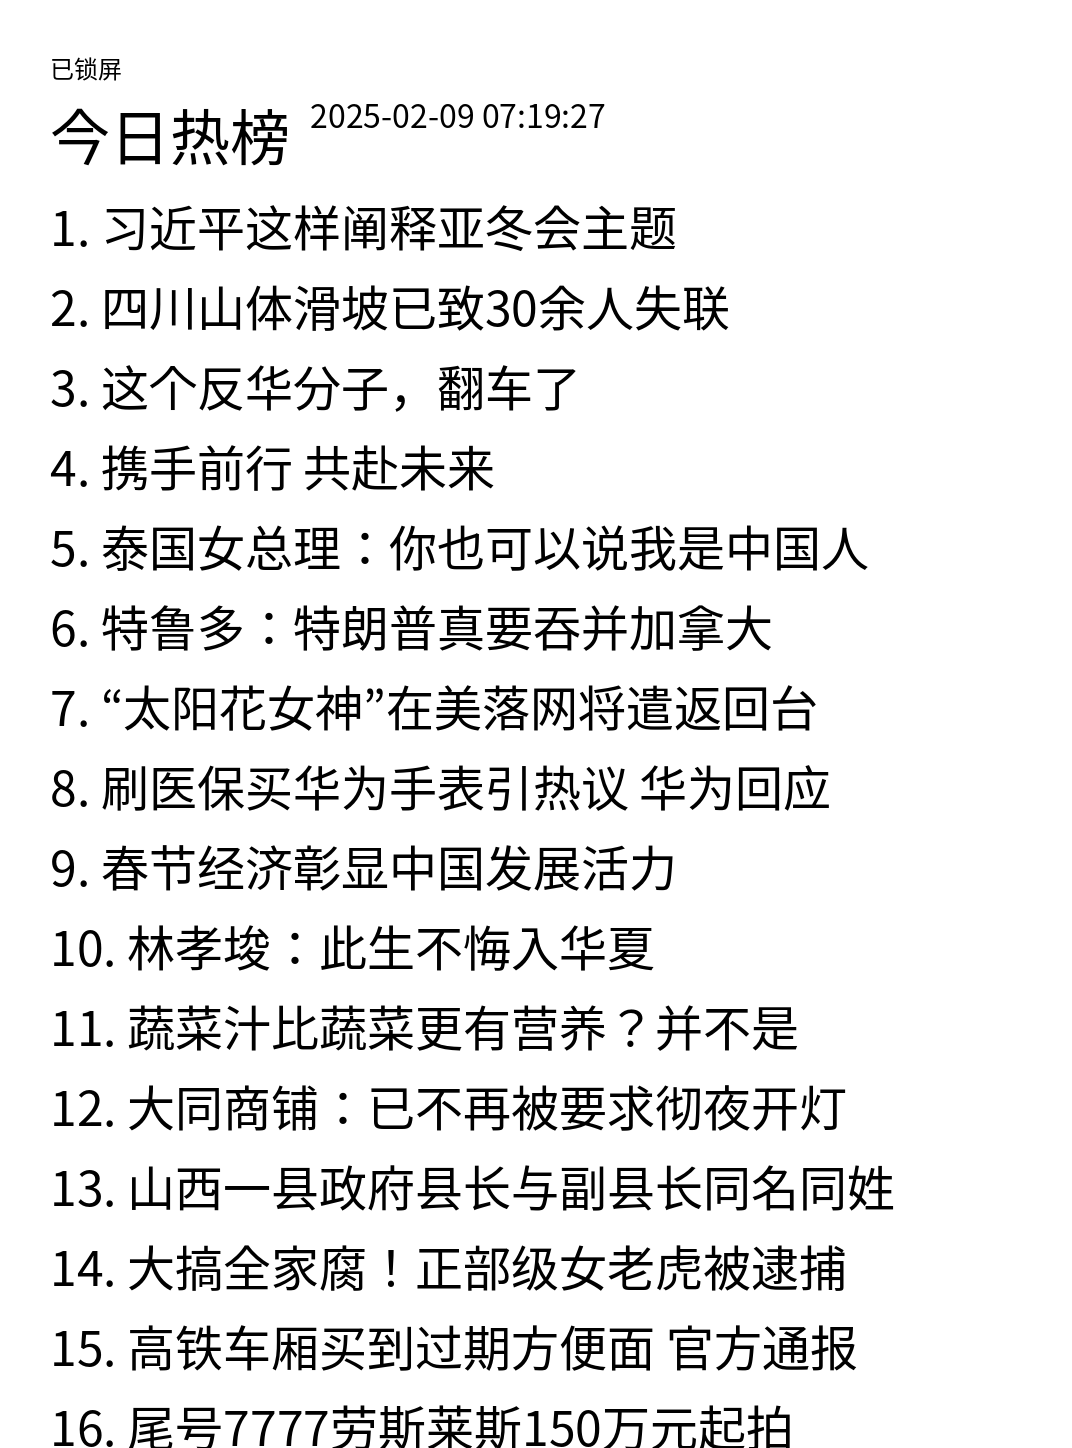 已锁屏
今日热榜 2025-02-09 07:19:27
1. 习近平这样阐释亚冬会主题
2. 四川山体滑坡已致30余人失联
3. 这个反华分子，翻车了
4. 携手前行 共赴未来
5. 泰国女总理：你也可以说我是中国人
6. 特鲁多：特朗普真要吞并加拿大
7. “太阳花女神”在美落网将遣返回台
8. 刷医保买华为手表引热议 华为回应
9. 春节经济彰显中国发展活力
10. 林孝埈：此生不悔入华夏
11. 蔬菜汁比蔬菜更有营养？并不是
12. 大同商铺：已不再被要求彻夜开灯
13. 山西一县政府县长与副县长同名同姓
14. 大搞全家腐！正部级女老虎被逮捕
15. 高铁车厢买到过期方便面 官方通报
16. 尾号7777劳斯莱斯150万元起拍